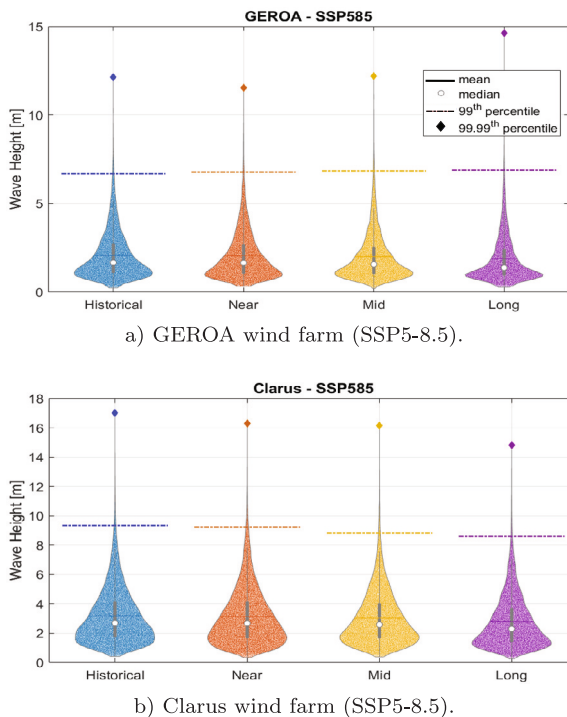 GEROA - SSP585
Wave Height [m]
15
10
5
0
mean
median
99th percentile
99.99th percentile
Historical Near Mid Long
a) GEROA wind farm (SSP5-8.5).
Clarus - SSP585
Wave Height [m]
18
16
14
12
10
8
6
4
2
0
Historical Near Mid Long
b) Clarus wind farm (SSP5-8.5).